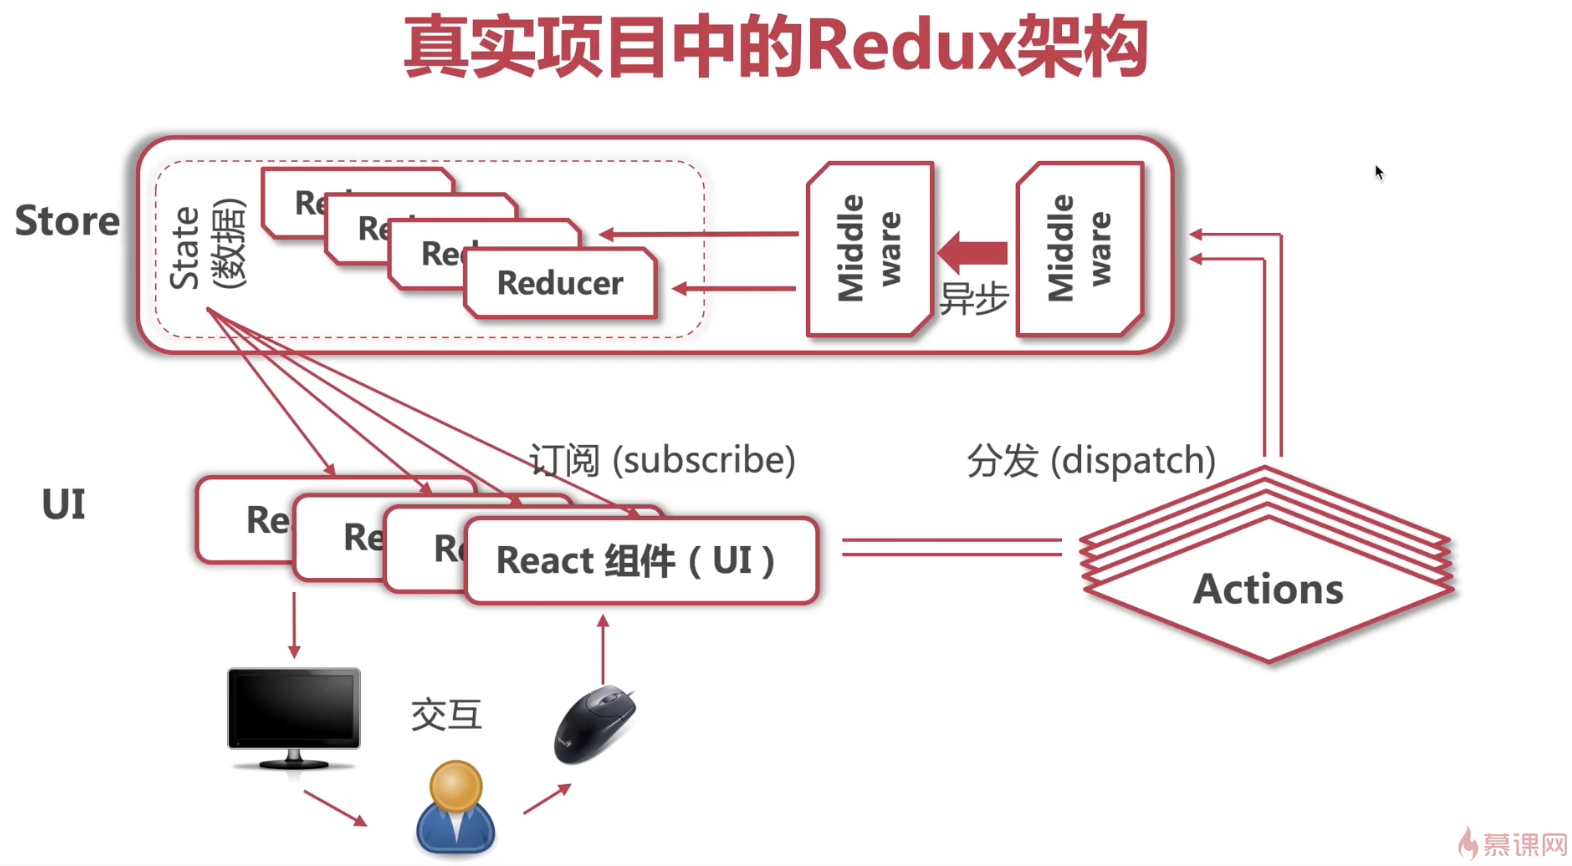 真实项目中的Redux架构
Store
State
(数据)
Re
Re
Red
Reducer
Middle
ware
异步
Middle
ware
订阅 (subscribe)
分发 (dispatch)
UI
Re
Re
Re
React 组件（UI）
Actions
交互
慕课网